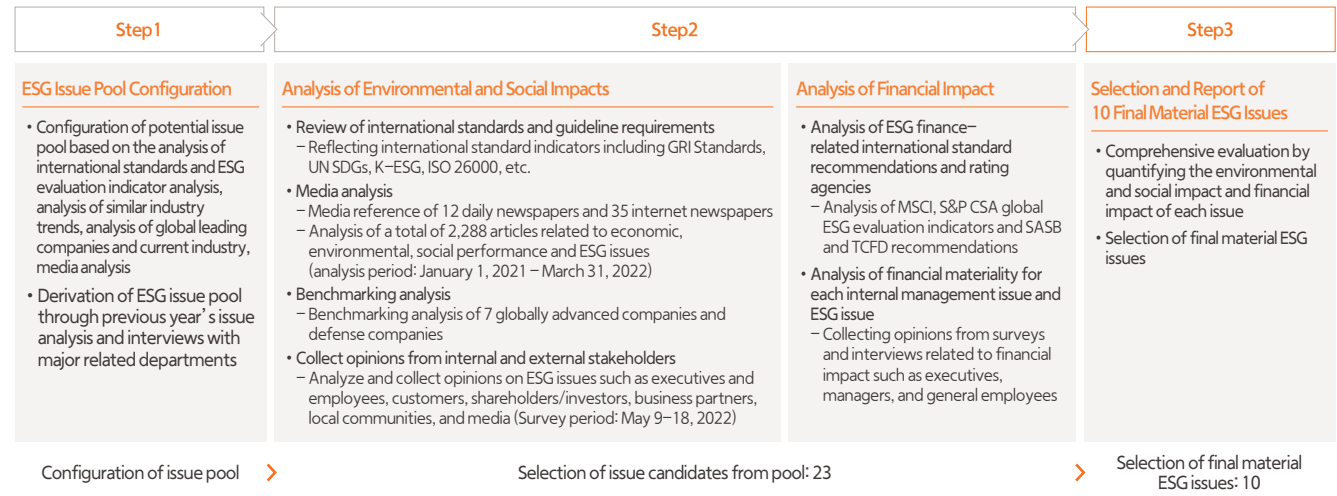 Step1
Step2
Step3
ESG Issue Pool Configuration
• Configuration of potential issue
pool based on the analysis of
international standards and ESG
evaluation indicator analysis,
analysis of similar industry
trends, analysis of global leading
companies and current industry,
media analysis
• Derivation of ESG issue pool
through previous year's issue
analysis and interviews with
major related departments
Analysis of Environmental and Social Impacts
• Review of international standards and guideline requirements
– Reflecting international standard indicators including GRI Standards,
UN SDGs, K-ESG, ISO 26000, etc.
• Media analysis
– Media reference of 12 daily newspapers and 35 internet newspapers
– Analysis of a total of 2,288 articles related to economic,
environmental, social performance and ESG issues
(analysis period: January 1, 2021 – March 31, 2022)
• Benchmarking analysis
– Benchmarking analysis of 7 globally advanced companies and
defense companies
• Collect opinions from internal and external stakeholders
– Analyze and collect opinions on ESG issues such as executives and
employees, customers, shareholders/investors, business partners,
local communities, and media (Survey period: May 9–18, 2022)
Analysis of Financial Impact
• Analysis of ESG finance-
related international standard
recommendations and rating
agencies
– Analysis of MSCI, S&P CSA global
ESG evaluation indicators and SASB
and TCFD recommendations
• Analysis of financial materiality for
each internal management issue and
ESG issue
– Collecting opinions from surveys
and interviews related to financial
impact such as executives,
managers, and general employees
Selection and Report of
10 Final Material ESG Issues
• Comprehensive evaluation by
quantifying the environmental
and social impact and financial
impact of each issue
• Selection of final material ESG
issues
Configuration of issue pool
Selection of issue candidates from pool: 23
Selection of final material
ESG issues: 10